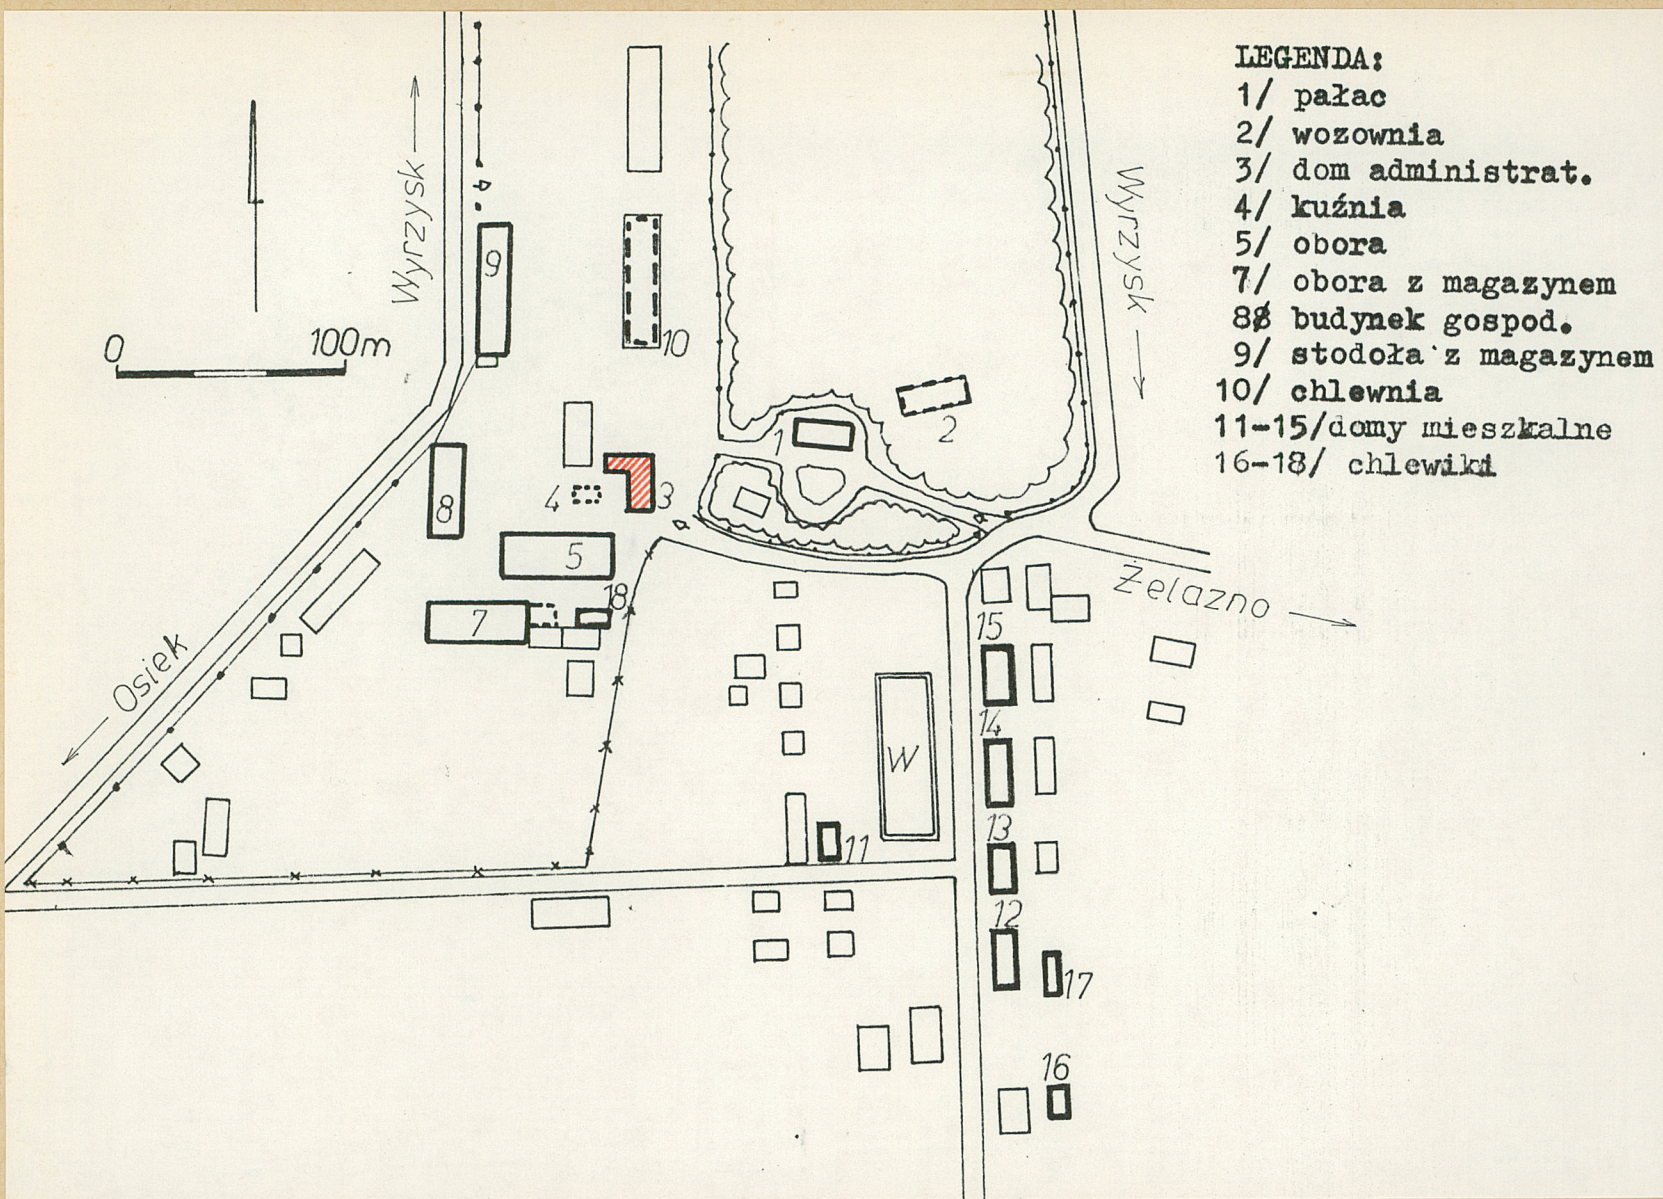 LEGENDA:
1/ pałac
2/ wozownia
3/ dom administrat.
4/ kuźnia
5/ obora
7/ obora z magazynem
8 budynek gospod.
9/ stodoła z magazynem
10/ chlewnia
11-15/domy mieszkalne
16-18/ chlewiki
Wyrzysk
Wyrzysk
0 100m
9
10
1
2
8
4
3
5
18
7
Osiek
Żelazno
15
14
W
13
11
12
17
16